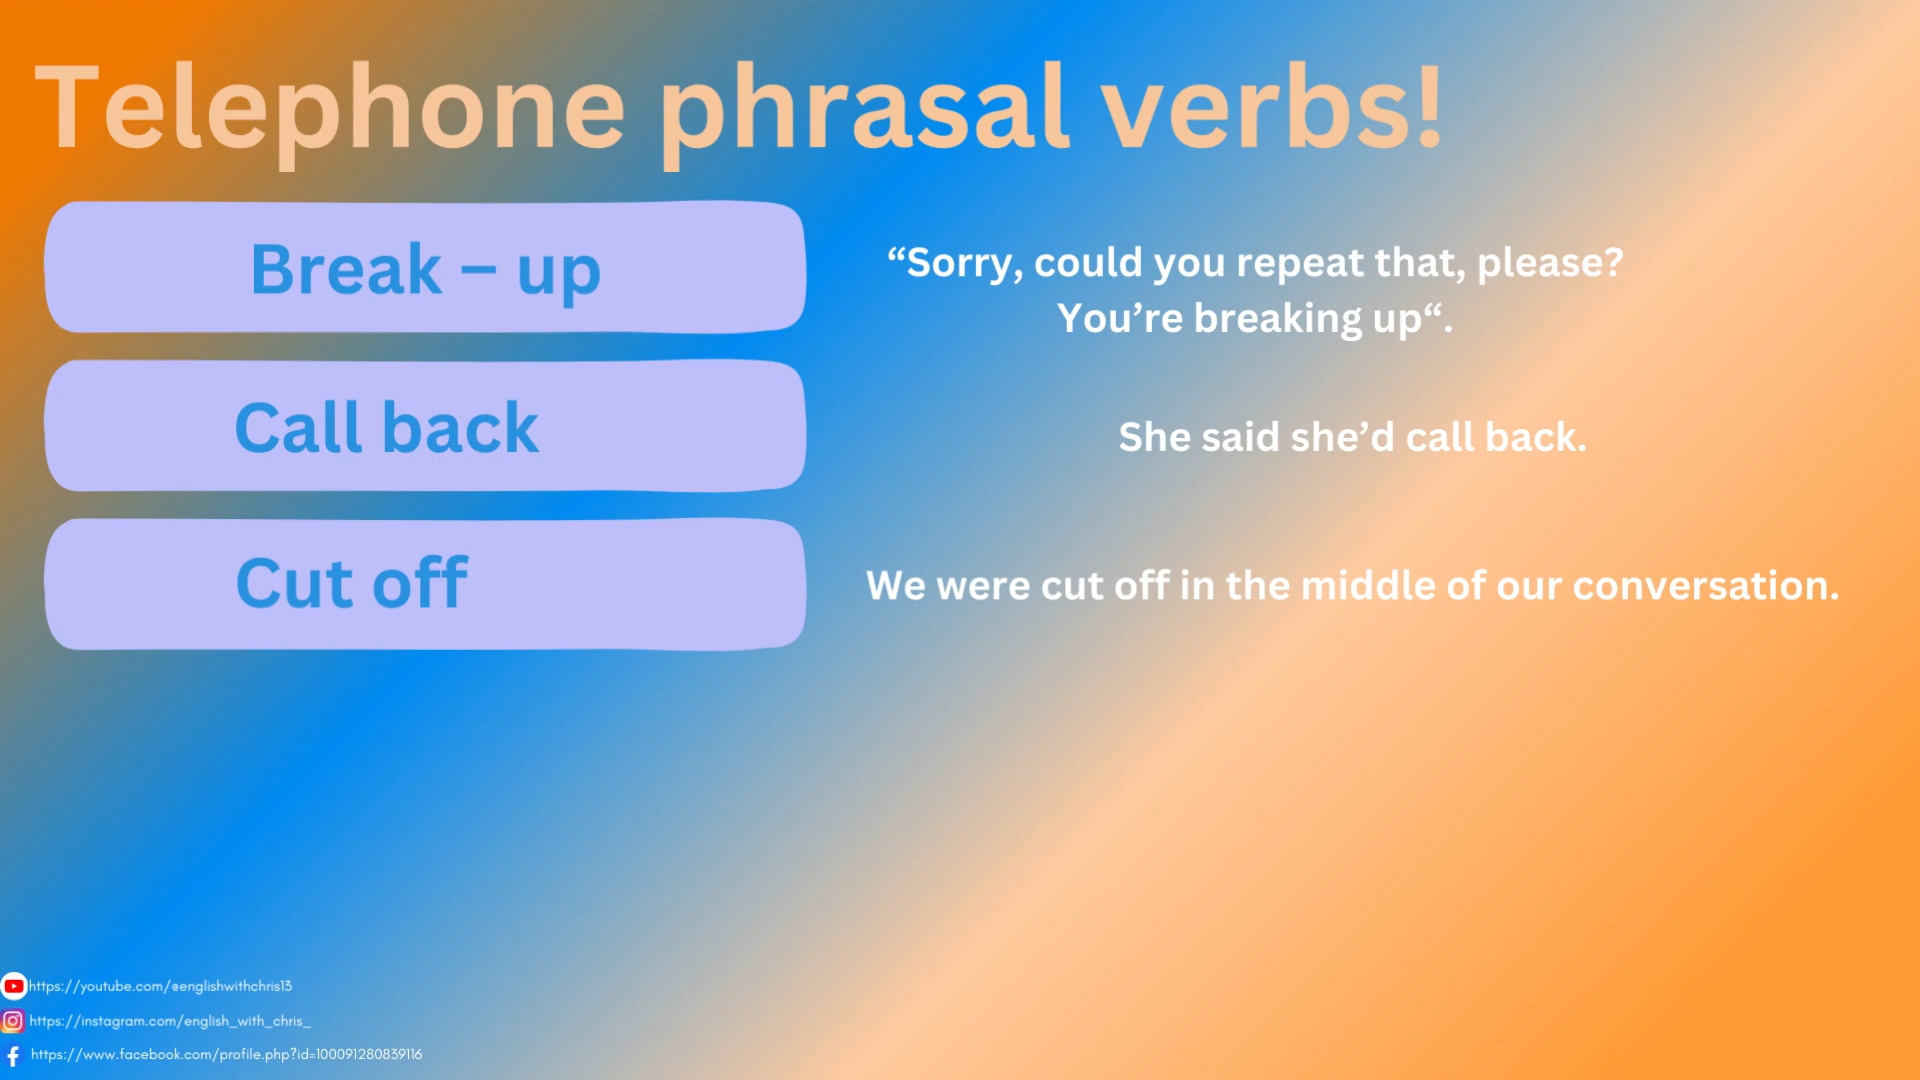 Telephone phrasal verbs!
Break – up
“Sorry, could you repeat that, please?
You’re breaking up“.
Call back
She said she’d call back.
Cut off
We were cut off in the middle of our conversation.
https://youtube.com/@englishwithchris13
https://instagram.com/english_with_chris_
https://www.facebook.com/profile.php?id=100091280839116